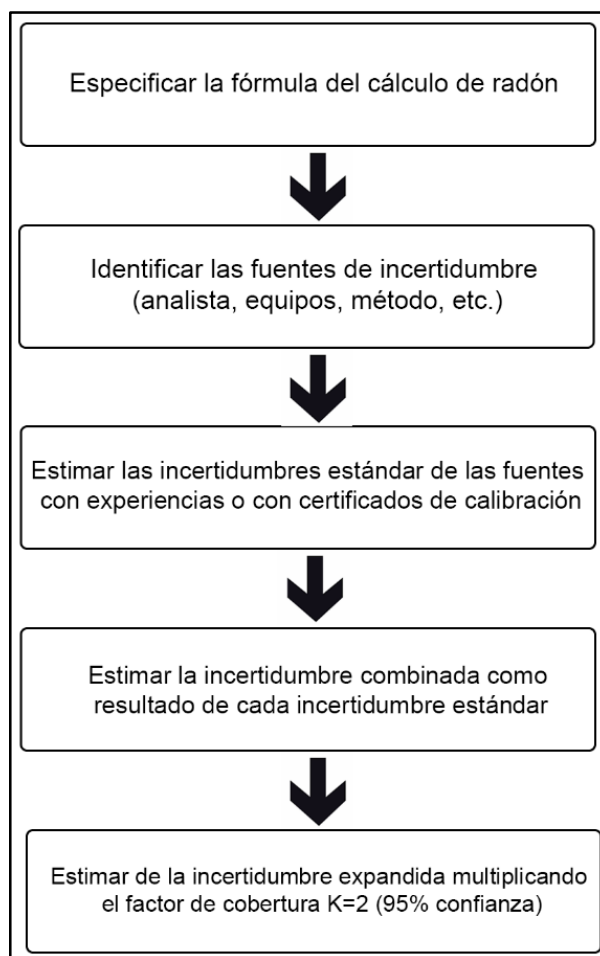 Especificar la fórmula del cálculo de radón
Identificar las fuentes de incertidumbre
(analista, equipos, método, etc.)
Estimar las incertidumbres estándar de las fuentes
con experiencias o con certificados de calibración
Estimar la incertidumbre combinada como
resultado de cada incertidumbre estándar
Estimar de la incertidumbre expandida multiplicando
el factor de cobertura K=2 (95% confianza)